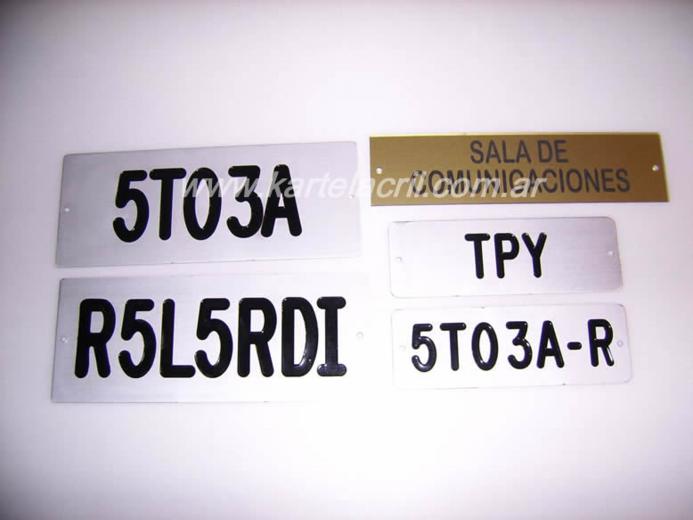 5T03A
R5L5RDI
SALA DE
COMUNICACIONES
TPY
5T03A-R
www.kartelacril.com.ar